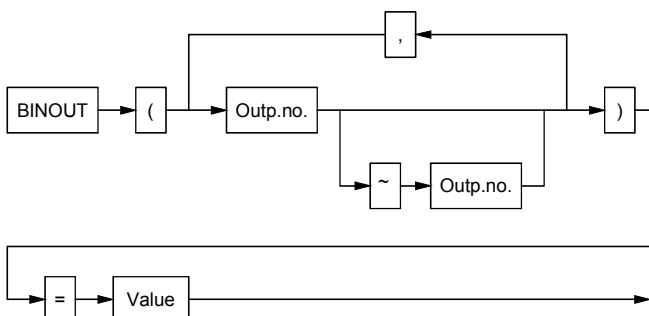 ,
BINOUT ( Outp.no. )
~ Outp.no.
= Value